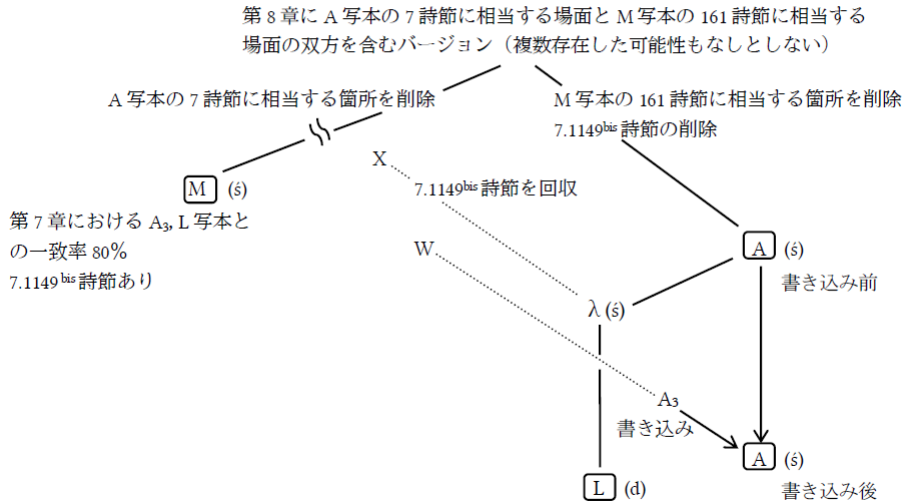 第 8 章に A 写本の 7 詩節に相当する場面と M 写本の 161 詩節に相当する
場面の双方を含むバージョン（複数存在した可能性もなしとしない）
A 写本の 7 詩節に相当する箇所を削除
M 写本の 161 詩節に相当する箇所を削除
7.1149bis 詩節の削除
X
M (ś)
7.1149bis 詩節を回収
第 7 章における A₃, L 写本と
の一致率 80%
7.1149bis 詩節あり
W
A (ś)
書き込み前
λ (ś)
A₃
書き込み
A (ś)
書き込み後
L (d)